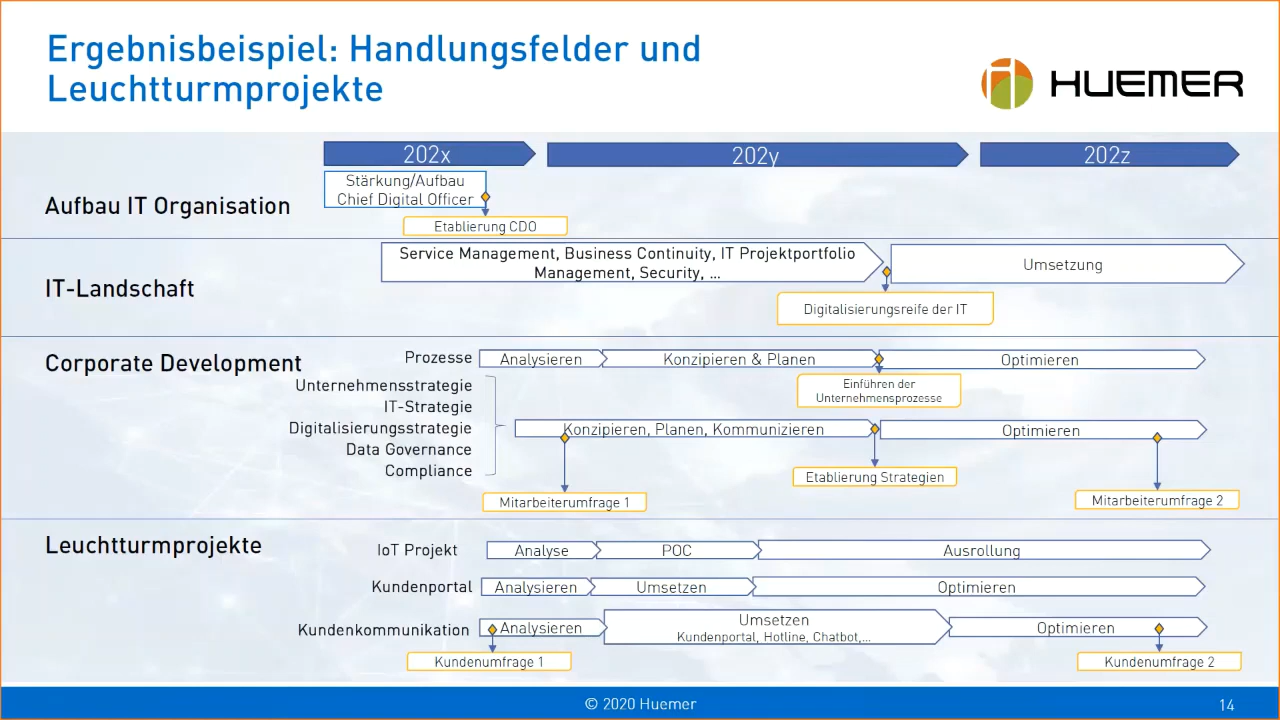 Ergebnisbeispiel: Handlungsfelder und
Leuchtturmprojekte
HUEMER
202x
202y
202z
Aufbau IT Organisation
Stärkung/Aufbau
Chief Digital Officer
Etablierung CDO
IT-Landschaft
Service Management, Business Continuity, IT Projektportfolio
Management, Security, ...
Umsetzung
Digitalisierungsreife der IT
Corporate Development
Prozesse
Analysieren
Konzipieren & Planen
Optimieren
Einführen der
Unternehmensprozesse
Unternehmensstrategie
IT-Strategie
Digitalisierungsstrategie
Data Governance
Compliance
Konzipieren, Planen, Kommunizieren
Optimieren
Mitarbeiterumfrage 1
Etablierung Strategien
Mitarbeiterumfrage 2
Leuchtturmprojekte
IoT Projekt
Analyse
POC
Ausrollung
Kundenportal
Analysieren
Umsetzen
Optimieren
Kundenkommunikation
Analysieren
Umsetzen
Kundenportal, Hotline, Chatbot,...
Optimieren
Kundenumfrage 1
Kundenumfrage 2
© 2020 Huemer
14